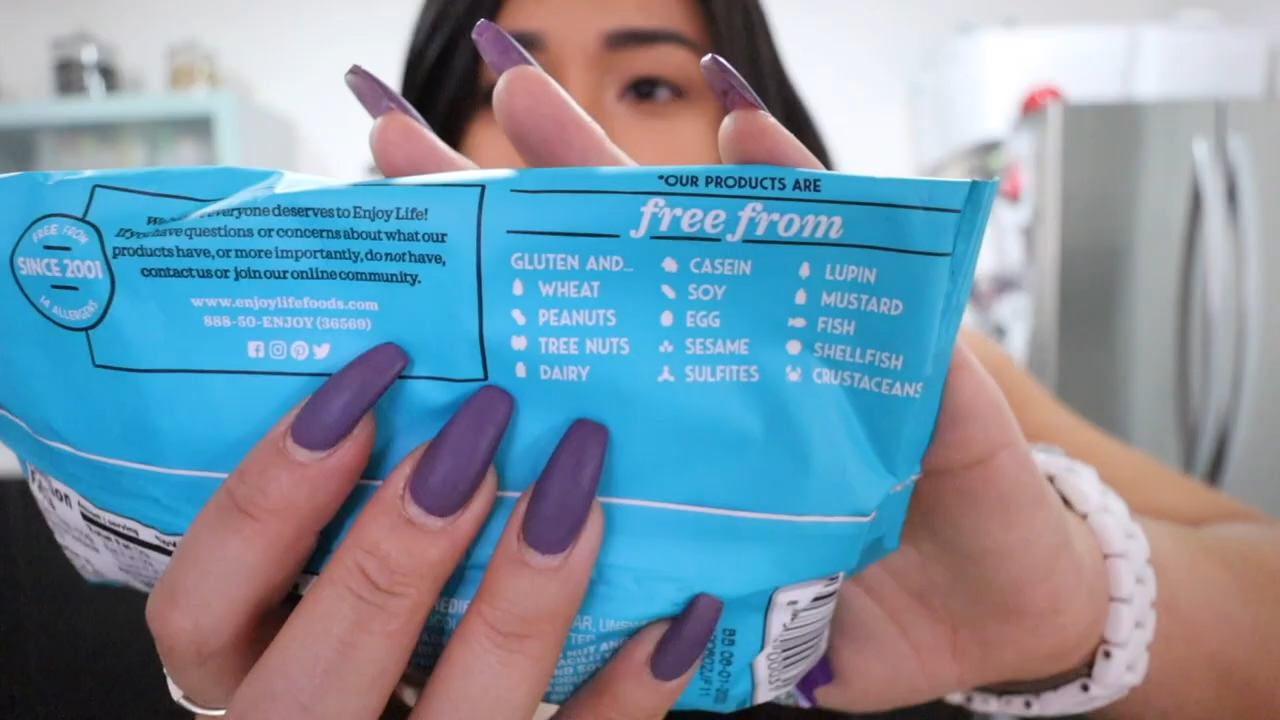 FREE FROM
SINCE 2001
14 ALLERGENS
everyone deserves to Enjoy Life!
If you have questions or concerns about what our
products have, or more importantly, do not have,
contact us or join our online community.
www.enjoylifefoods.com
888-50-ENJOY (36569)
*OUR PRODUCTS ARE
free from
GLUTEN AND...
WHEAT
PEANUTS
TREE NUTS
DAIRY
CASEIN
SOY
EGG
SESAME
SULFITES
LUPIN
MUSTARD
FISH
SHELLFISH
CRUSTACEANS